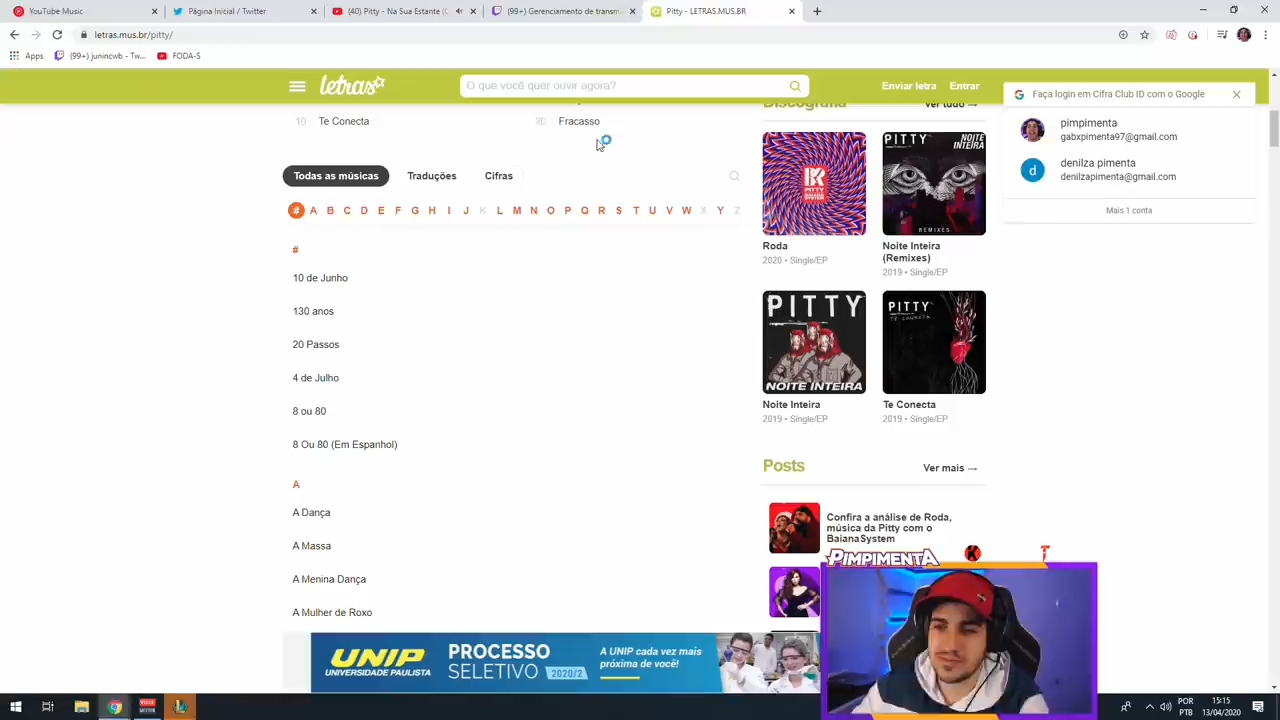 YouTube Music
Página Inicial / Twitter
(40) Pitty - Na Sua Estante (C
(99+) Gerenciamento de transm
Pitty - LETRAS.MUS.BR
letras.mus.br/pitty/
Apps
(99+) junincwb - Tw...
FODA-S
letras
O que você quer ouvir agora?
Enviar letra
Entrar
Faça login em Cifra Club ID com o Google
pimpimenta
gabxpimenta97@gmail.com
denilza pimenta
denilzapimenta@gmail.com
Mais 1 conta
10 Te Conecta
20 Fracasso
Todas as músicas
Traduções
Cifras
# A B C D E F G H I J K L M N O P Q R S T U V W X Y Z
#
10 de Junho
130 anos
20 Passos
4 de Julho
8 ou 80
8 Ou 80 (Em Espanhol)
A
A Dança
A Massa
A Menina Dança
A Mulher de Roxo
Discografia
Ver tudo →
PITTY
BAIANA
SYSTEM
Roda
2020 • Single/EP
PITTY
NOITE
INTEIRA
REMIXES
Noite Inteira
(Remixes)
2019 • Single/EP
PITTY
NOITE INTEIRA
Noite Inteira
2019 • Single/EP
PITTY
TE CONECTA
Te Conecta
2019 • Single/EP
Posts
Ver mais →
Confira a análise de Roda,
música da Pitty com o
BaianaSystem
PIMPIMENTA
UNIP
UNIVERSIDADE PAULISTA
PROCESSO
SELETIVO 2020/2
A UNIP cada vez mais
próxima de você!
d
POR
PTB
15:15
13/04/2020